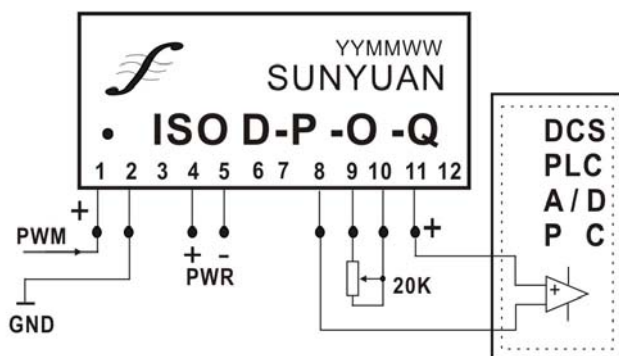 YYMMWW
SUNYUAN
ISO D-P -O -Q
1 2 3 4 5 6 7 8 9 10 11 12
+ + - +
PWM PWR 20K
GND
DCS
PLC
A / D
P C
+